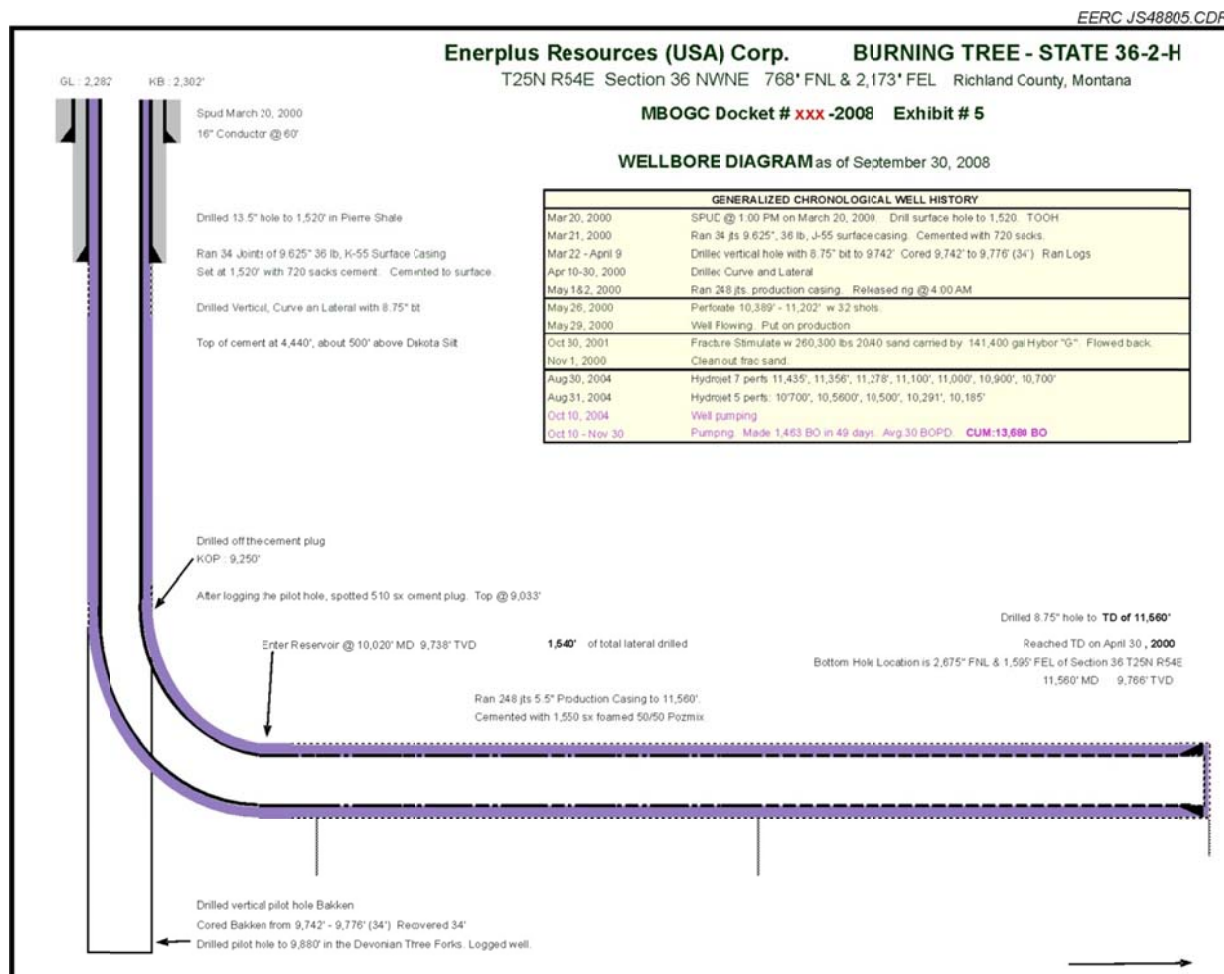 EERC JS48805.CDR
Enerplus Resources (USA) Corp. BURNING TREE - STATE 36-2-H
T25N R54E Section 36 NWNE 768' FNL & 2,173' FEL Richland County, Montana
MBOGC Docket # xxx -2008 Exhibit # 5
WELLBORE DIAGRAM as of September 30, 2008
GL : 2,282' KB : 2,302'
Spud March 20, 2000
16" Conductor @ 60'
Drilled 13.5" hole to 1,520' in Pierre Shale
Ran 34 Joints of 9.625" 36 lb, K-55 Surface Casing
Set at 1,520' with 720 sacks cement. Cemented to surface.
Drilled Vertical, Curve an Lateral with 8.75" bit
Top of cement at 4,440', about 500' above Dakota Silt
GENERALIZED CHRONOLOGICAL WELL HISTORY
Mar 20, 2000 SPUD @ 1:00 PM on March 20, 2000. Drill surface hole to 1,520. TOOH
Mar 21, 2000 Ran 34 jts 9.625", 36 lb, J-55 surface casing. Cemented with 720 sacks.
Mar 22 - April 9 Drilled vertical hole with 8.75" bit to 9742' Cored 9,742' to 9,776' (34') Ran Logs
Apr 10-30, 2000 Drilled Curve and Lateral
May 1&2, 2000 Ran 248 jts. production casing. Released rig @ 4:00 AM
May 26, 2000 Perforate 10,389' - 11,202' w 32 shots.
May 29, 2000 Well Flowing. Put on production
Oct 30, 2001 Fracture Stimulate w 260,300 lbs 20/40 sand carried by 141,400 gal Hybor "G". Flowed back.
Nov 1, 2000 Cleanout frac sand.
Aug 30, 2004 Hydrojet 7 perfs 11,435', 11,356', 11,278', 11,100', 11,000', 10,900', 10,700'
Aug 31, 2004 Hydrojet 5 perfs: 10'700', 10,5600', 10,500', 10,291', 10,185'
Oct 10, 2004 Well pumping
Oct 10 - Nov 30 Pumping. Made 1,463 BO in 49 days. Avg 30 BOPD. CUM:13,680 BO
Drilled off the cement plug
KOP : 9,250'
After logging the pilot hole, spotted 510 sx cement plug. Top @ 9,033'
Enter Reservoir @ 10,020' MD 9,738' TVD
1,540' of total lateral drilled
Drilled 8.75" hole to TD of 11,560'
Reached TD on April 30 , 2000
Bottom Hole Location is 2,675" FNL & 1,595' FEL of Section 36 T25N R54E
11,560' MD 9,766' TVD
Ran 248 jts 5.5" Production Casing to 11,560'.
Cemented with 1,550 sx foamed 50/50 Pozmix
Drilled vertical pilot hole Bakken
Cored Bakken from 9,742' - 9,776' (34') Recovered 34'
Drilled pilot hole to 9,880' in the Devonian Three Forks. Logged well.